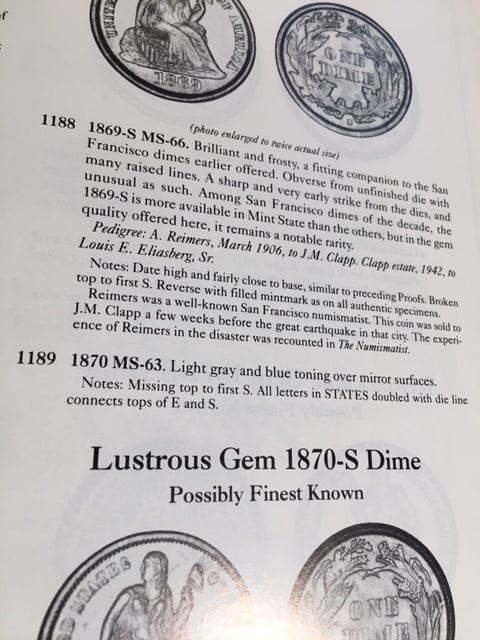 of
UNITED
OF AMERICA
1869
ONE
DIME
S
(photo enlarged to twice actual size)
1188 1869-S MS-66. Brilliant and frosty, a fitting companion to the San
Francisco dimes earlier offered. Obverse from unfinished die with
many raised lines. A sharp and very early strike from the dies, and
unusual as such. Among San Francisco dimes of the decade, the
1869-S is more available in Mint State than the others, but in the gem
quality offered here, it remains a notable rarity.
Pedigree: A. Reimers, March 1906, to J.M. Clapp. Clapp estate, 1942, to
Louis E. Eliasberg, Sr.
Notes: Date high and fairly close to base, similar to preceding Proofs. Broken
top to first S. Reverse with filled mintmark as on all authentic specimens.
Reimers was a well-known San Francisco numismatist. This coin was sold to
J.M. Clapp a few weeks before the great earthquake in that city. The experi-
ence of Reimers in the disaster was recounted in The Numismatist.
1189 1870 MS-63. Light gray and blue toning over mirror surfaces.
Notes: Missing top to first S. All letters in STATES doubled with die line
connects tops of E and S.
Lustrous Gem 1870-S Dime
Possibly Finest Known
STATES
ONE
DIME